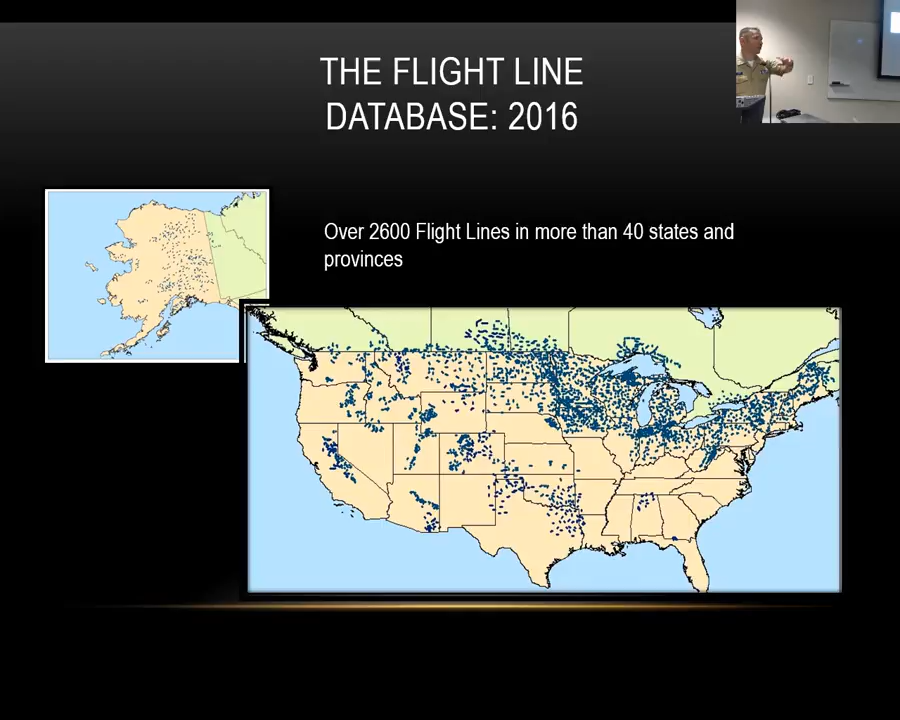 THE FLIGHT LINE
DATABASE: 2016
Over 2600 Flight Lines in more than 40 states and
provinces